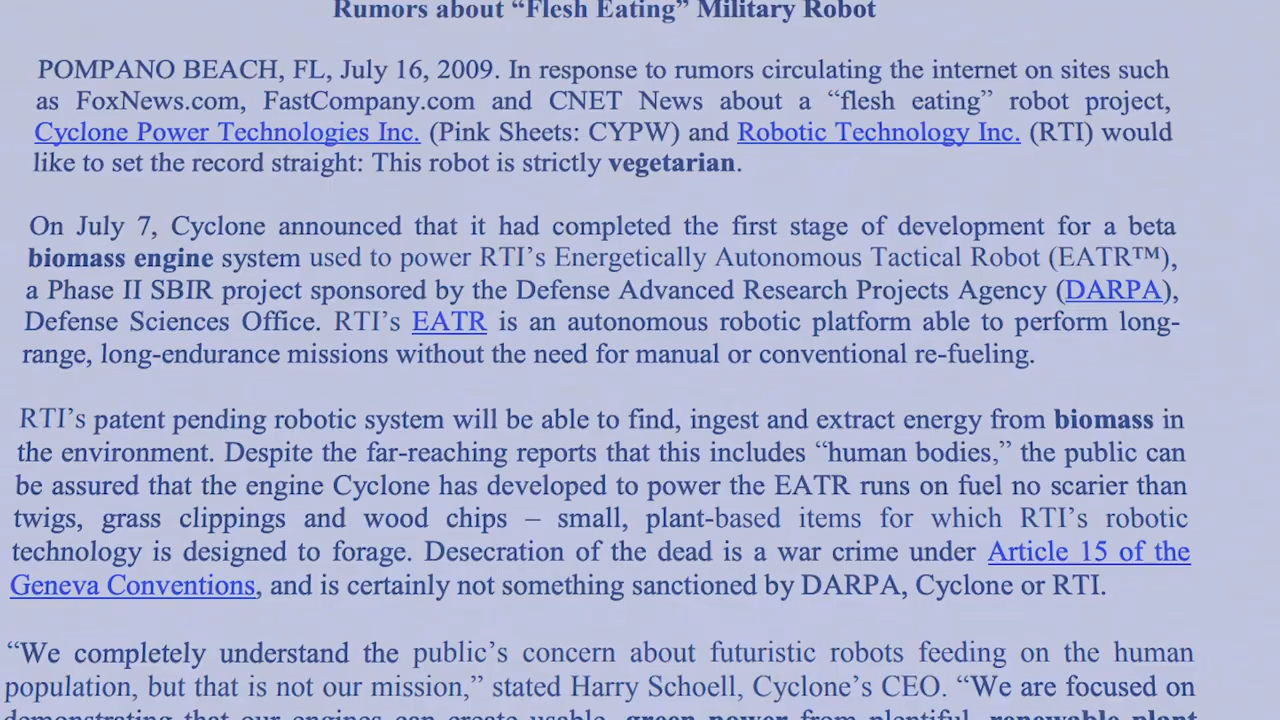 Rumors about “Flesh Eating” Military Robot
POMPANO BEACH, FL, July 16, 2009. In response to rumors circulating the internet on sites such
as FoxNews.com, FastCompany.com and CNET News about a “flesh eating” robot project,
Cyclone Power Technologies Inc. (Pink Sheets: CYPW) and Robotic Technology Inc. (RTI) would
like to set the record straight: This robot is strictly vegetarian.
On July 7, Cyclone announced that it had completed the first stage of development for a beta
biomass engine system used to power RTI’s Energetically Autonomous Tactical Robot (EATR™),
a Phase II SBIR project sponsored by the Defense Advanced Research Projects Agency (DARPA),
Defense Sciences Office. RTI’s EATR is an autonomous robotic platform able to perform long-
range, long-endurance missions without the need for manual or conventional re-fueling.
RTI’s patent pending robotic system will be able to find, ingest and extract energy from biomass in
the environment. Despite the far-reaching reports that this includes “human bodies,” the public can
be assured that the engine Cyclone has developed to power the EATR runs on fuel no scarier than
twigs, grass clippings and wood chips – small, plant-based items for which RTI’s robotic
technology is designed to forage. Desecration of the dead is a war crime under Article 15 of the
Geneva Conventions, and is certainly not something sanctioned by DARPA, Cyclone or RTI.
“We completely understand the public’s concern about futuristic robots feeding on the human
population, but that is not our mission,” stated Harry Schoell, Cyclone’s CEO. “We are focused on
demonstrating that our engines can create usable, green power from plentiful, renewable plant